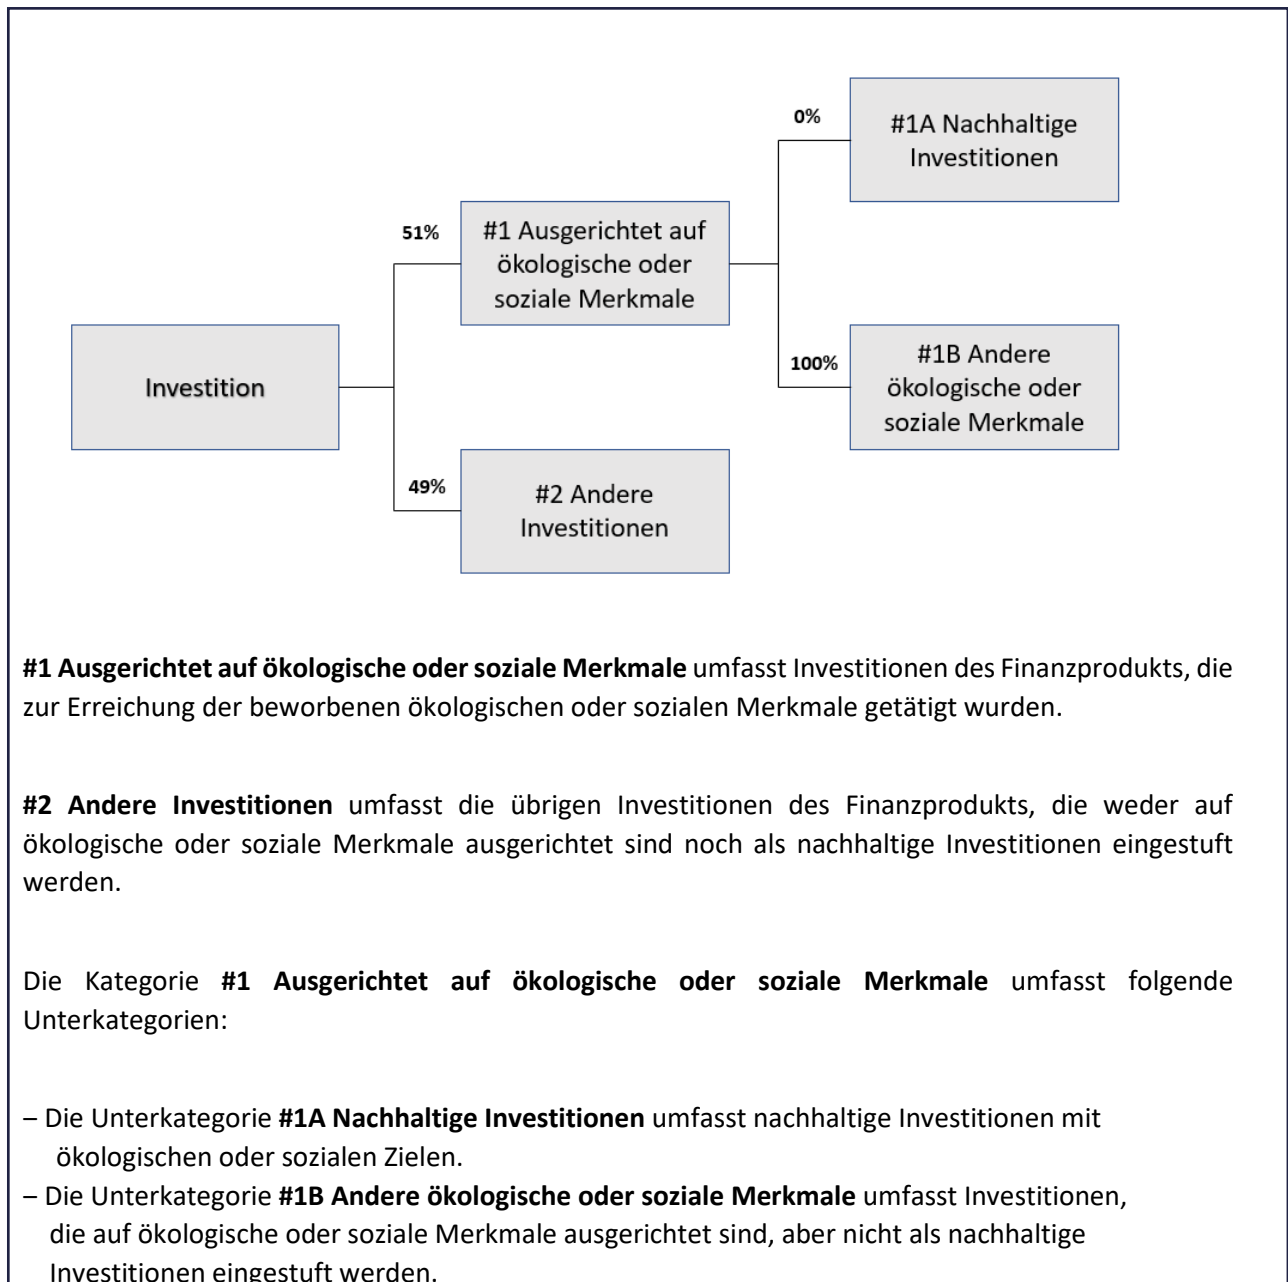 0%
#1A Nachhaltige
Investitionen
51%
#1 Ausgerichtet auf
ökologische oder
soziale Merkmale
Investition
100%
#1B Andere
ökologische oder
soziale Merkmale
49%
#2 Andere
Investitionen
#1 Ausgerichtet auf ökologische oder soziale Merkmale umfasst Investitionen des Finanzprodukts, die
zur Erreichung der beworbenen ökologischen oder sozialen Merkmale getätigt wurden.
#2 Andere Investitionen umfasst die übrigen Investitionen des Finanzprodukts, die weder auf
ökologische oder soziale Merkmale ausgerichtet sind noch als nachhaltige Investitionen eingestuft
werden.
Die Kategorie #1 Ausgerichtet auf ökologische oder soziale Merkmale umfasst folgende
Unterkategorien:
– Die Unterkategorie #1A Nachhaltige Investitionen umfasst nachhaltige Investitionen mit
ökologischen oder sozialen Zielen.
– Die Unterkategorie #1B Andere ökologische oder soziale Merkmale umfasst Investitionen,
die auf ökologische oder soziale Merkmale ausgerichtet sind, aber nicht als nachhaltige
Investitionen eingestuft werden.